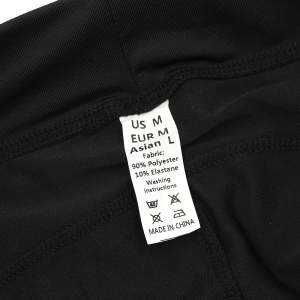 US M
EUR M
Asian L
Fabric:
90% Polyester
10% Elastane
Washing
instructions
MADE IN CHINA